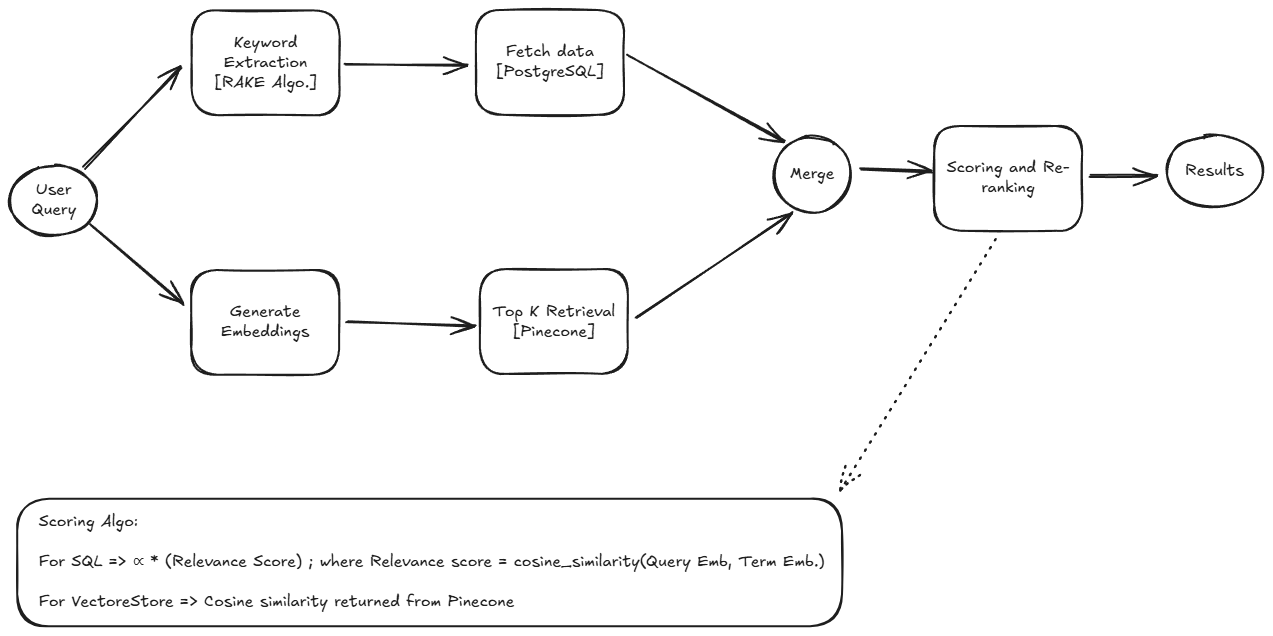 Keyword
Extraction
[RAKE Algo.]
Fetch data
[PostgreSQL]
User
Query
Merge
Scoring and Re-
ranking
Results
Generate
Embeddings
Top K Retrieval
[Pinecone]
Scoring Algo:
For SQL => ∝ * (Relevance Score) ; where Relevance score = cosine_similarity(Query Emb, Term Emb.)
For VectoreStore => Cosine similarity returned from Pinecone